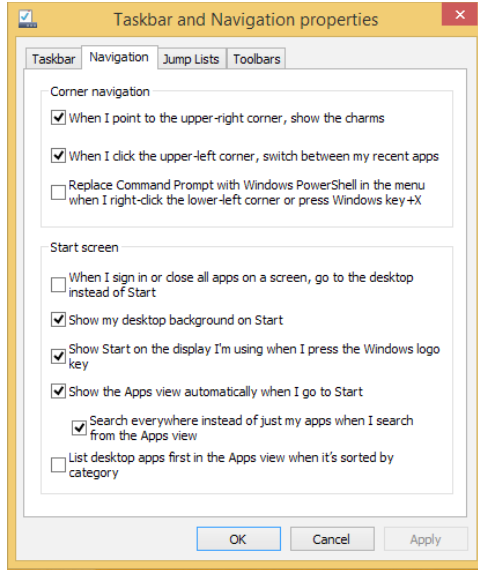 Taskbar and Navigation properties
Taskbar Navigation Jump Lists Toolbars
Corner navigation
When I point to the upper-right corner, show the charms
When I click the upper-left corner, switch between my recent apps
Replace Command Prompt with Windows PowerShell in the menu
when I right-click the lower-left corner or press Windows key+X
Start screen
When I sign in or close all apps on a screen, go to the desktop
instead of Start
Show my desktop background on Start
Show Start on the display I'm using when I press the Windows logo
key
Show the Apps view automatically when I go to Start
Search everywhere instead of just my apps when I search
from the Apps view
List desktop apps first in the Apps view when it's sorted by
category
OK Cancel Apply